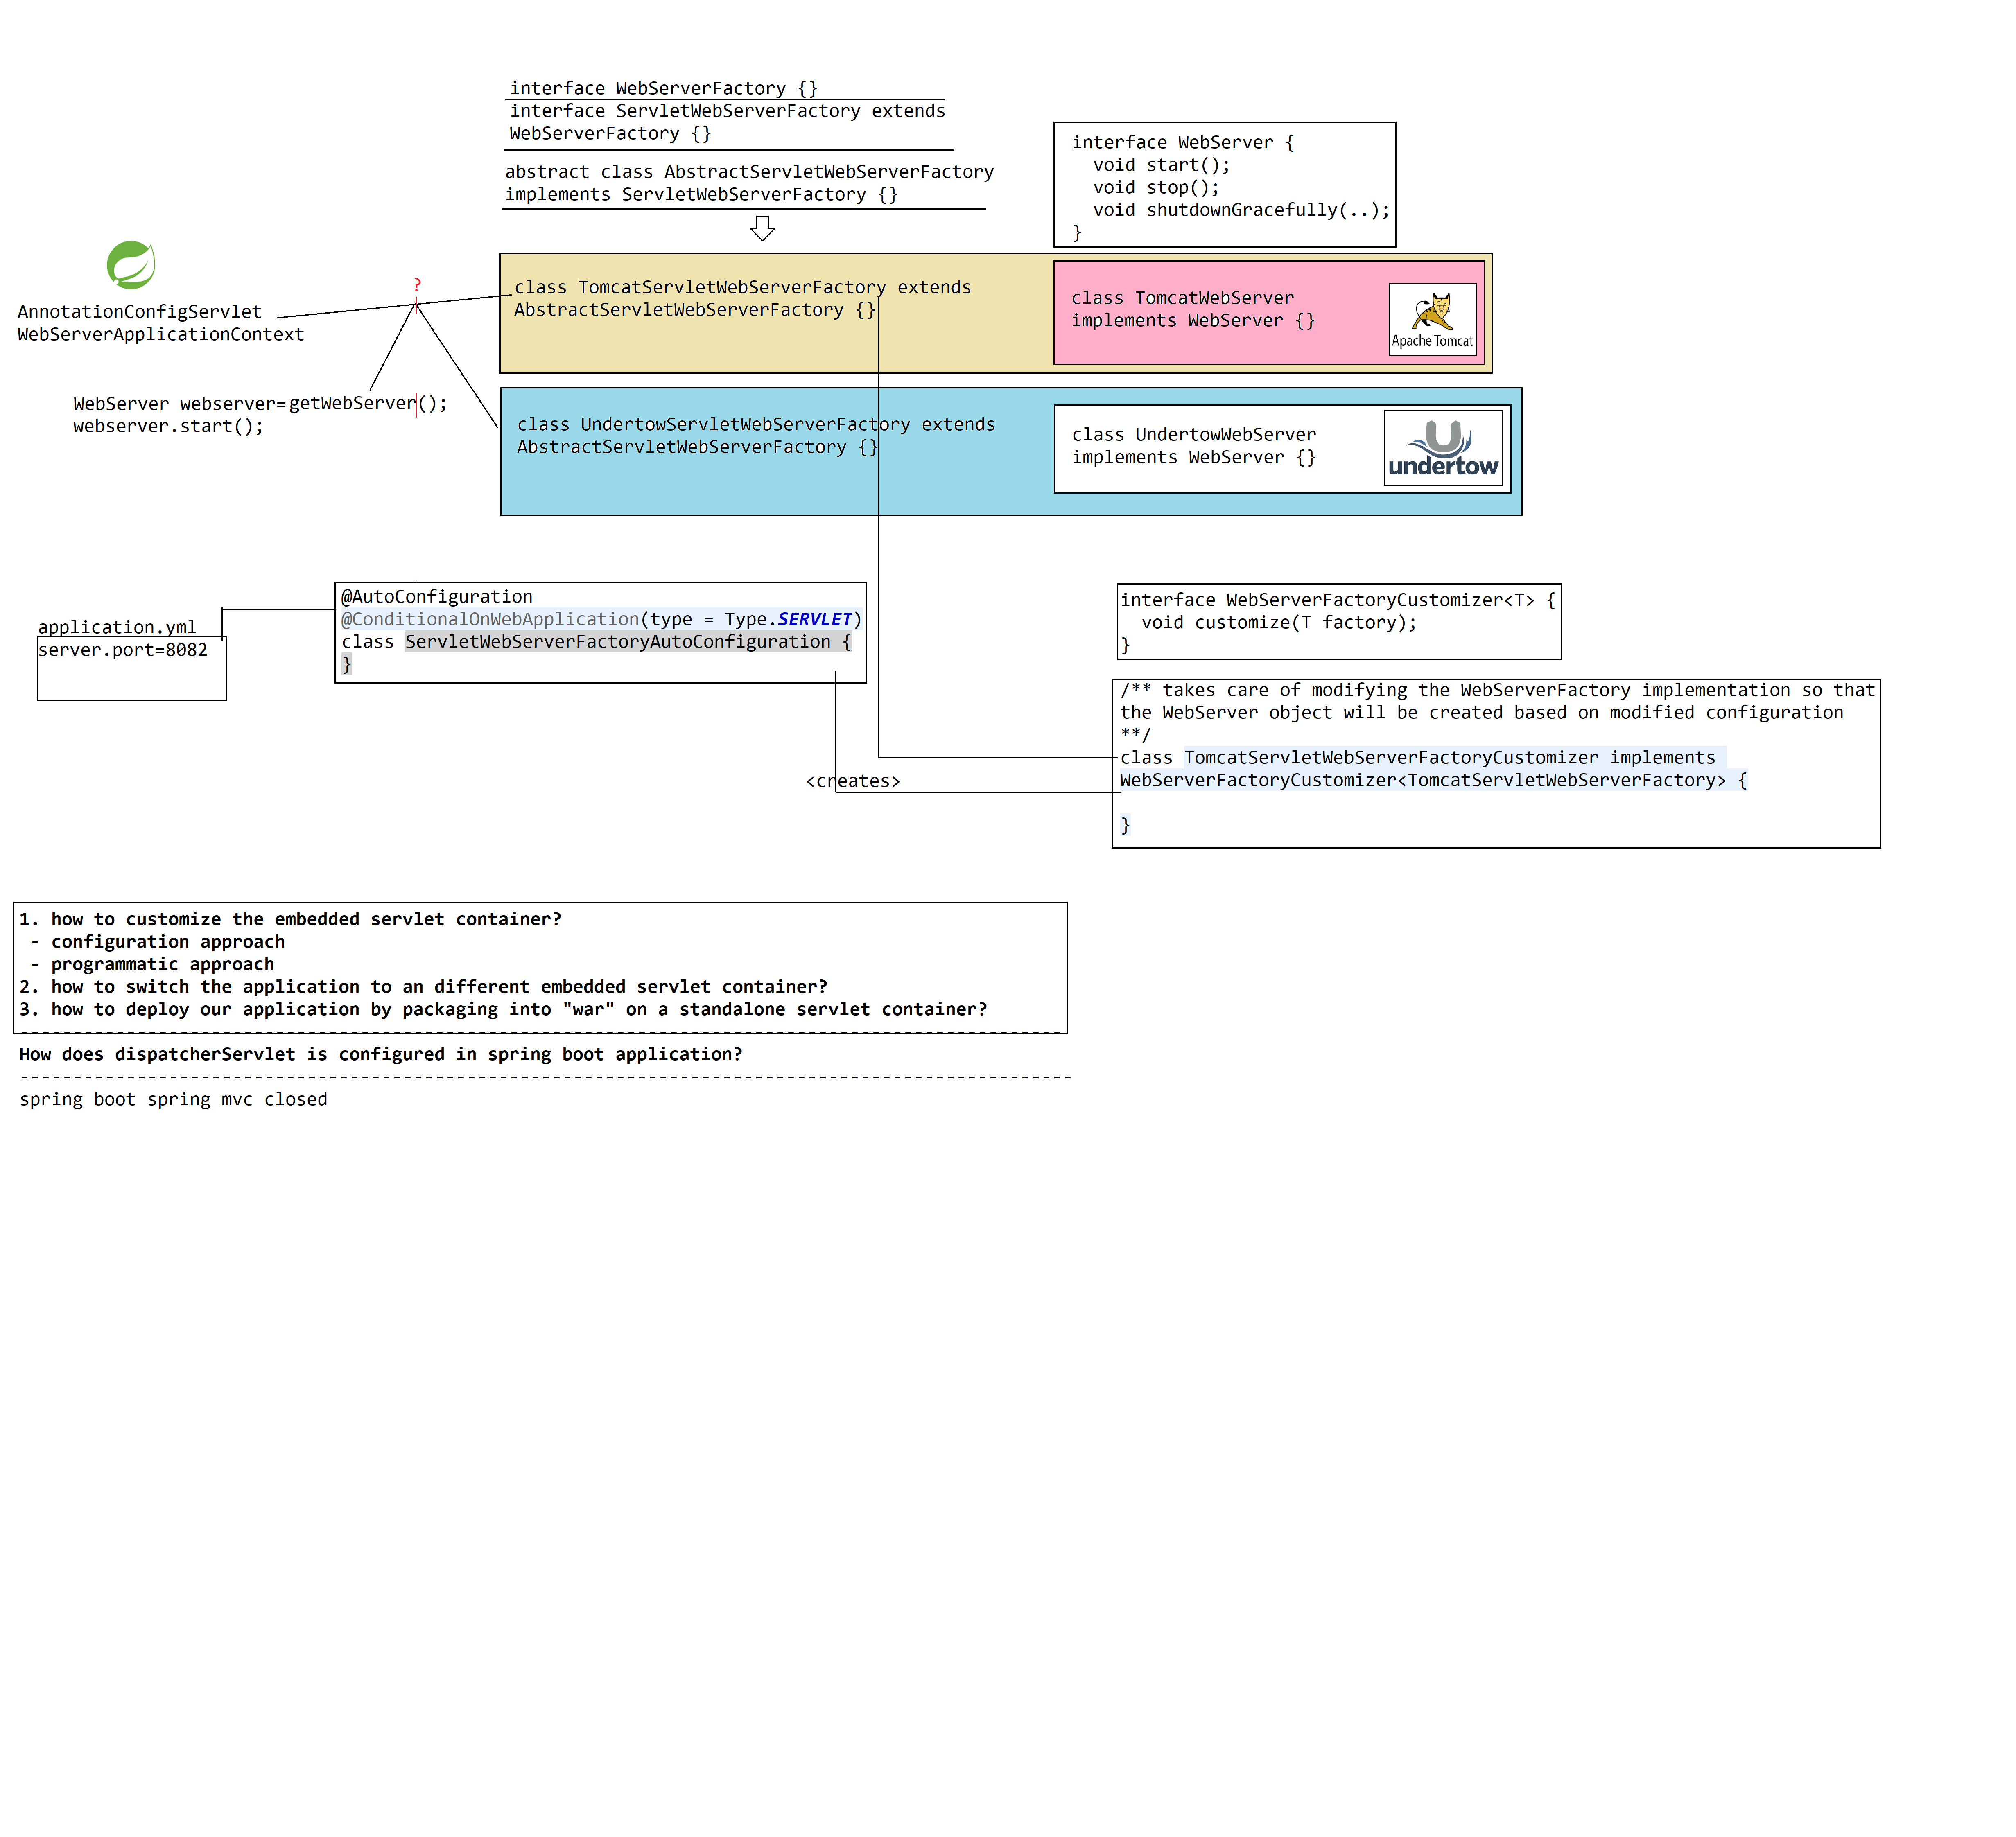 interface WebServerFactory {}
interface ServletWebServerFactory extends
WebServerFactory {}
abstract class AbstractServletWebServerFactory
implements ServletWebServerFactory {}
interface WebServer {
  void start();
  void stop();
  void shutdownGracefully(..);
}
?
AnnotationConfigServlet
WebServerApplicationContext
class TomcatServletWebServerFactory extends
AbstractServletWebServerFactory {}
class TomcatWebServer
implements WebServer {}
Apache Tomcat
WebServer webserver=getWebServer();
webserver.start();
class UndertowServletWebServerFactory extends
AbstractServletWebServerFactory {}
class UndertowWebServer
implements WebServer {}
undertow
application.yml
server.port=8082
@AutoConfiguration
@ConditionalOnWebApplication(type = Type.SERVLET)
class ServletWebServerFactoryAutoConfiguration {
}
interface WebServerFactoryCustomizer<T> {
  void customize(T factory);
}
/** takes care of modifying the WebServerFactory implementation so that
the WebServer object will be created based on modified configuration
**/
class TomcatServletWebServerFactoryCustomizer implements
WebServerFactoryCustomizer<TomcatServletWebServerFactory> {
}
<creates>
1. how to customize the embedded servlet container?
 - configuration approach
 - programmatic approach
2. how to switch the application to an different embedded servlet container?
3. how to deploy our application by packaging into "war" on a standalone servlet container?
How does dispatcherServlet is configured in spring boot application?
spring boot spring mvc closed